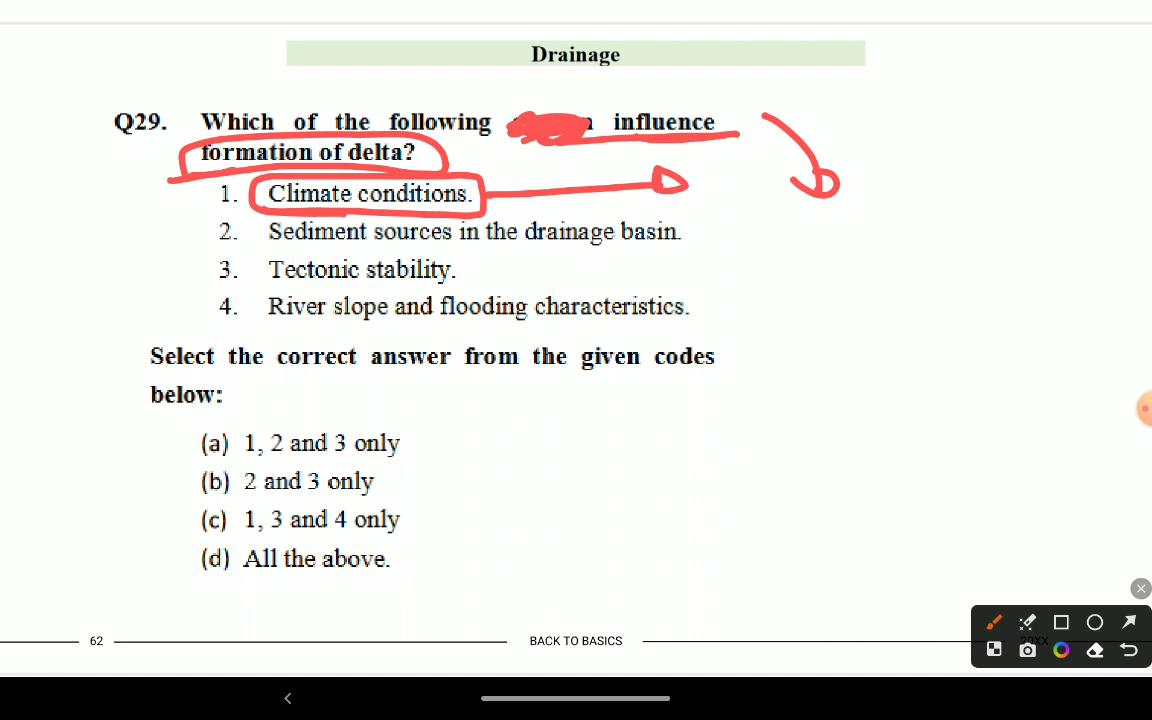 Drainage
Q29. Which of the following influence
formation of delta?
1. Climate conditions.
2. Sediment sources in the drainage basin.
3. Tectonic stability.
4. River slope and flooding characteristics.
Select the correct answer from the given codes
below:
(a) 1, 2 and 3 only
(b) 2 and 3 only
(c) 1, 3 and 4 only
(d) All the above.
62
BACK TO BASICS
20XX